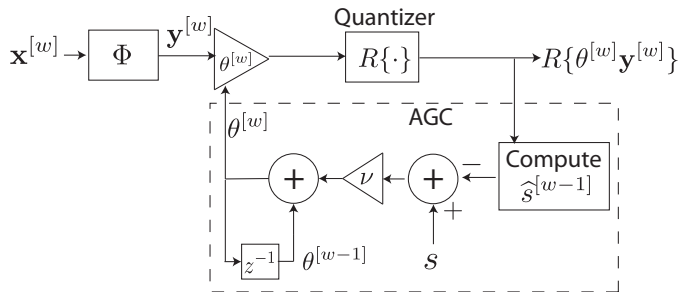 Quantizer
x^{[w]} Φ y^{[w]} θ^{[w]} R{·} R{θ^{[w]}y^{[w]}}
AGC
θ^{[w]}
+ ν + − Compute
ŝ^{[w−1]}
+
z^{−1} θ^{[w−1]} s